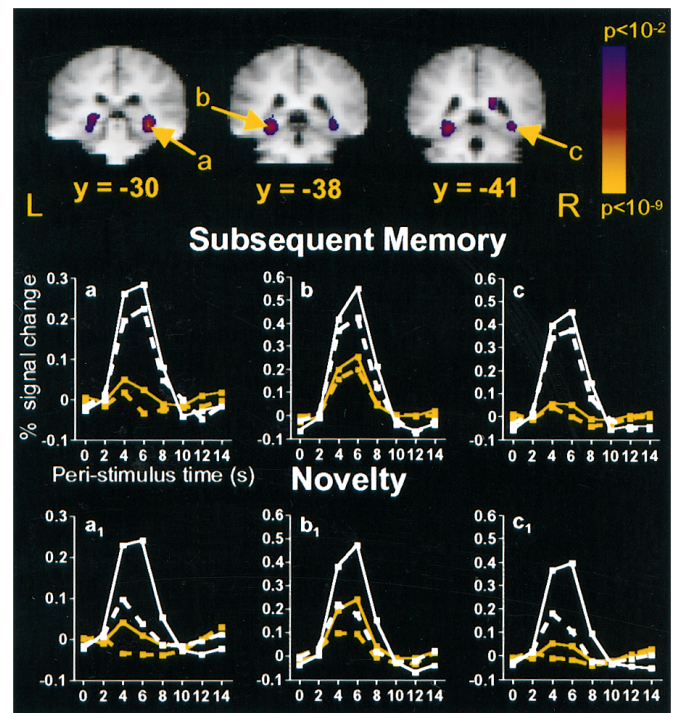 p<10-2
b
a
c
y = -30
y = -38
y = -41
L
R
p<10-9
Subsequent Memory
% signal change
a
0.3
0.2
0.1
0
-0.1
0 2 4 6 8 10 12 14
b
0.6
0.5
0.4
0.3
0.2
0.1
0
-0.1
0 2 4 6 8 10 12 14
c
0.6
0.5
0.4
0.3
0.2
0.1
0
-0.1
0 2 4 6 8 10 12 14
Peri-stimulus time (s)
Novelty
a1
0.3
0.2
0.1
0
-0.1
0 2 4 6 8 10 12 14
b1
0.6
0.5
0.4
0.3
0.2
0.1
0
-0.1
0 2 4 6 8 10 12 14
c1
0.6
0.5
0.4
0.3
0.2
0.1
0
-0.1
0 2 4 6 8 10 12 14